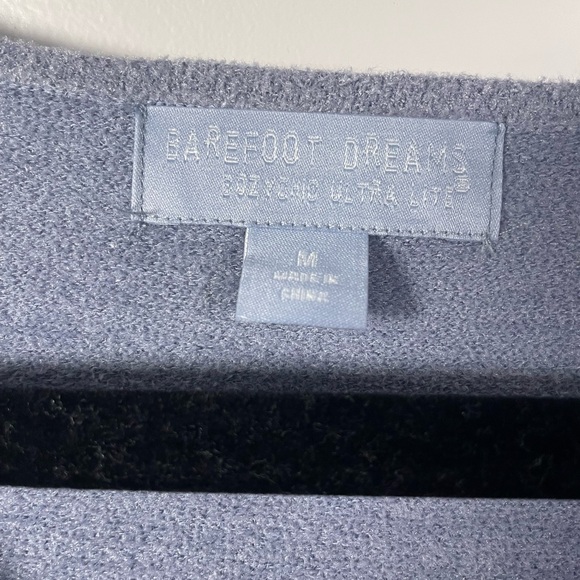 BAREFOOT DREAMS®
COZYCHIC ULTRA LITE®
M
MADE IN
CHINA